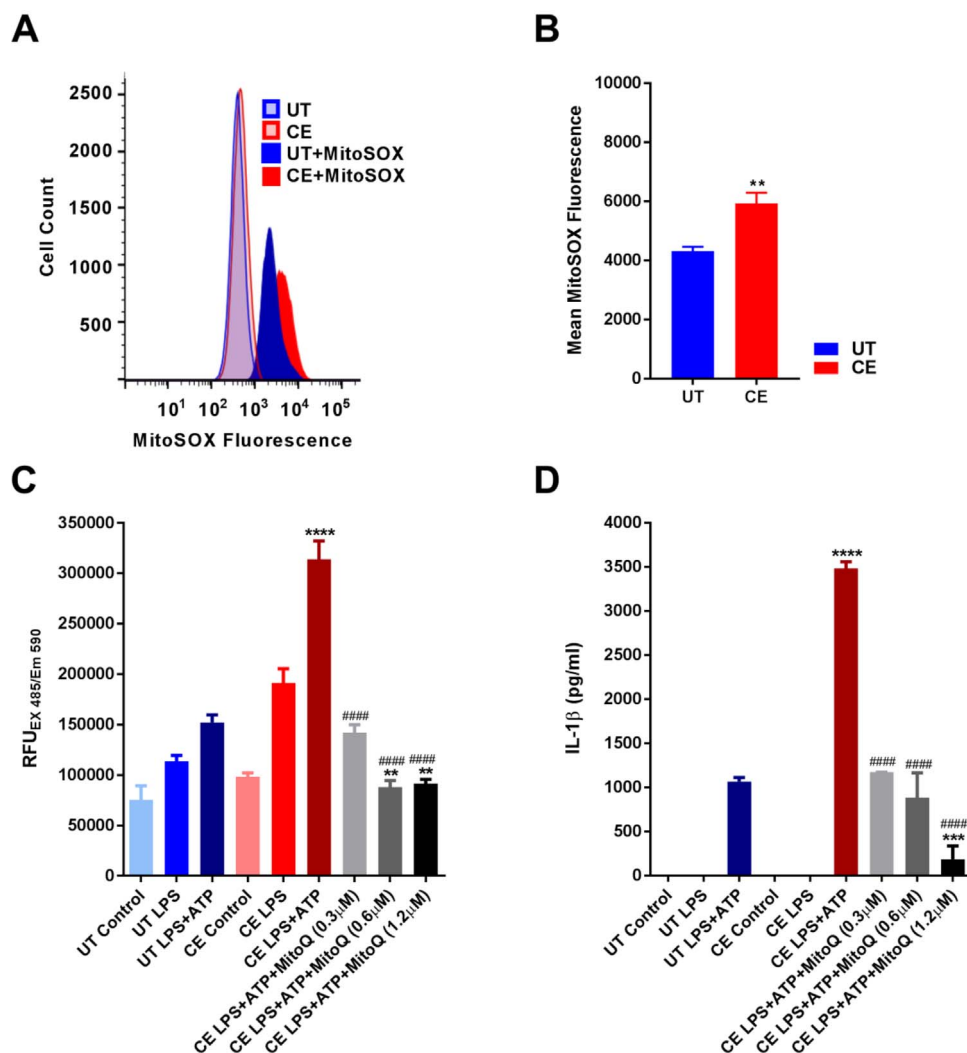 A
Cell Count
2500
2000
1500
1000
500
UT
CE
UT+MitoSOX
CE+MitoSOX
10¹ 10² 10³ 10⁴ 10⁵
MitoSOX Fluorescence
B
Mean MitoSOX Fluorescence
10000
8000
6000
4000
2000
0
**
UT CE
UT
CE
C
RFU EX 485/Em 590
350000
300000
250000
200000
150000
100000
50000
0
****
####
####
**
####
**
UT Control
UT LPS
UT LPS+ATP
CE Control
CE LPS
CE LPS+ATP
CE LPS+ATP+MitoQ (0.3μM)
CE LPS+ATP+MitoQ (0.6μM)
CE LPS+ATP+MitoQ (1.2μM)
D
IL-1β (pg/ml)
4000
3500
3000
2500
2000
1500
1000
500
0
****
####
####
####
***
UT Control
UT LPS
UT LPS+ATP
CE Control
CE LPS
CE LPS+ATP
CE LPS+ATP+MitoQ (0.3μM)
CE LPS+ATP+MitoQ (0.6μM)
CE LPS+ATP+MitoQ (1.2μM)